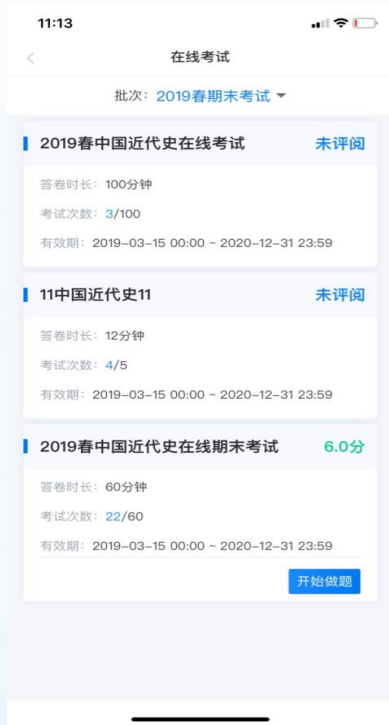 11:13
在线考试
批次：2019春期末考试
2019春中国近代史在线考试 未评阅
答卷时长：100分钟
考试次数：3/100
有效期：2019-03-15 00:00 ~ 2020-12-31 23:59
11中国近代史11 未评阅
答卷时长：12分钟
考试次数：4/5
有效期：2019-03-15 00:00 ~ 2020-12-31 23:59
2019春中国近代史在线期末考试 6.0分
答卷时长：60分钟
考试次数：22/60
有效期：2019-03-15 00:00 ~ 2020-12-31 23:59
开始做题